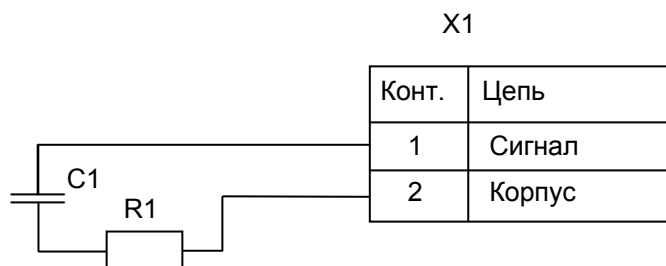 X1
Конт. Цепь
1 Сигнал
C1
2 Корпус
R1